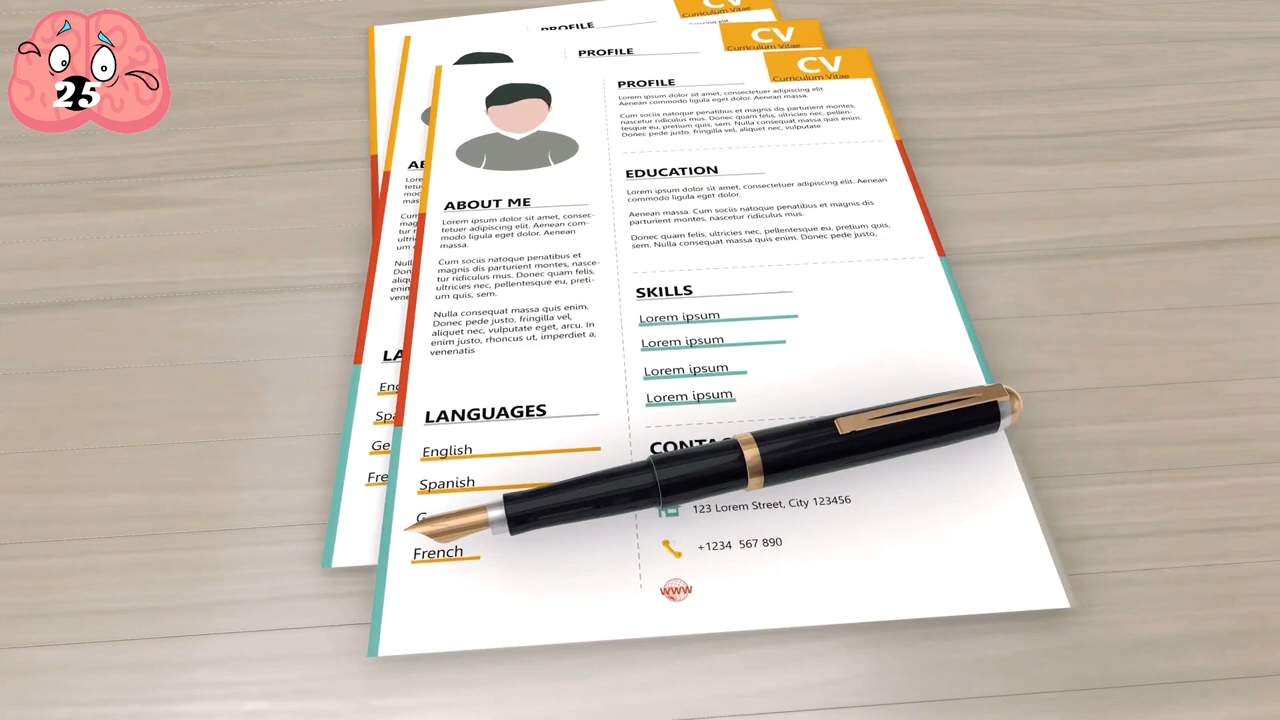 25
PROFILE
PROFILE
CV
Curriculum Vitae
CV
Curriculum Vitae
PROFILE
Lorem ipsum dolor sit amet, consectetuer adipiscing elit.
Aenean commodo ligula eget dolor. Aenean massa.
Cum sociis natoque penatibus et magnis dis parturient montes,
nascetur ridiculus mus. Donec quam felis, ultricies nec, pellen-
tesque eu, pretium quis, sem. Nulla consequat massa quis enim.
Donec pede justo, fringilla vel, aliquet nec, vulputate
EDUCATION
Lorem ipsum dolor sit amet, consectetuer adipiscing elit. Aenean
commodo ligula eget dolor.
Aenean massa. Cum sociis natoque penatibus et magnis dis
parturient montes, nascetur ridiculus mus.
Donec quam felis, ultricies nec, pellentesque eu, pretium quis,
sem. Nulla consequat massa quis enim. Donec pede justo,
SKILLS
Lorem ipsum
Lorem ipsum
Lorem ipsum
Lorem ipsum
123 Lorem Street, City 123456
+1234 567 890
WWW
ABOUT ME
Lorem ipsum dolor sit amet, consec-
tetuer adipiscing elit. Aenean com-
modo ligula eget dolor. Aenean
massa.
Cum sociis natoque penatibus et
magnis dis parturient montes, nasce-
tur ridiculus mus. Donec quam felis,
ultricies nec, pellentesque eu, preti-
um quis, sem.
Nulla consequat massa quis enim.
Donec pede justo, fringilla vel,
aliquet nec, vulputate eget, arcu. In
enim justo, rhoncus ut, imperdiet a,
venenatis
LANGUAGES
English
Spanish
French